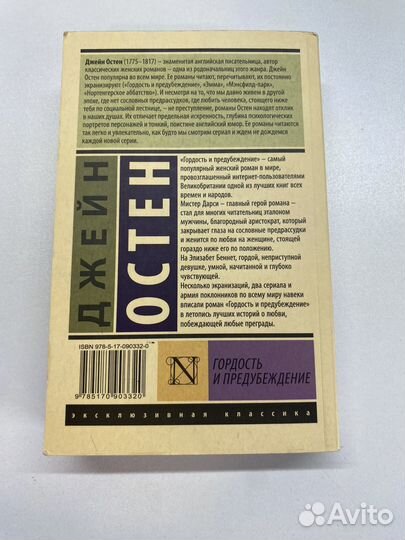 Джейн Остен (1775–1817) – знаменитая английская писательница, автор
классических женских романов – одна из родоначальниц этого жанра. Джейн
Остен популярна во всем мире. Ее романы читают, перечитывают, их постоянно
экранизируют («Гордость и предубеждение», «Эмма», «Мэнсфилд-парк»,
«Нортенгерское аббатство»). И несмотря на то, что мы давно живем в другой
эпохе, где нет сословных предрассудков, где любить человека, стоящего ниже
тебя по социальной лестнице, – не преступление, романы Остен находят отклик
в наших душах. Их отличает предельная искренность, глубина психологических
портретов персонажей и тонкий, поистине английский юмор. Ее романы читаются
так легко и увлекательно, как будто мы смотрим сериал и ждем не дождемся
каждой новой серии.
ДЖЕЙН
ОСТЕН
«Гордость и предубеждение» – самый
популярный женский роман в мире,
провозглашенный интернет-пользователями
Великобритании одной из лучших книг всех
времен и народов.
Мистер Дарси – главный герой романа –
стал для многих читательниц эталоном
мужчины, благородный аристократ, который
закрывает глаза на сословные предрассудки
и женится по любви на женщине, стоящей
гораздо ниже его по положению.
На Элизабет Беннет, гордой, неприступной
девушке, умной, начитанной и глубоко
чувствующей.
Несколько экранизаций, два сериала и
армия поклонников по всему миру навеки
вписали роман «Гордость и предубеждение»
в летопись лучших историй о любви,
побеждающей любые преграды.
ISBN 978-5-17-090332-0
9 785170 903320
N
ГОРДОСТЬ
И ПРЕДУБЕЖДЕНИЕ
эксклюзивная классика
Avito